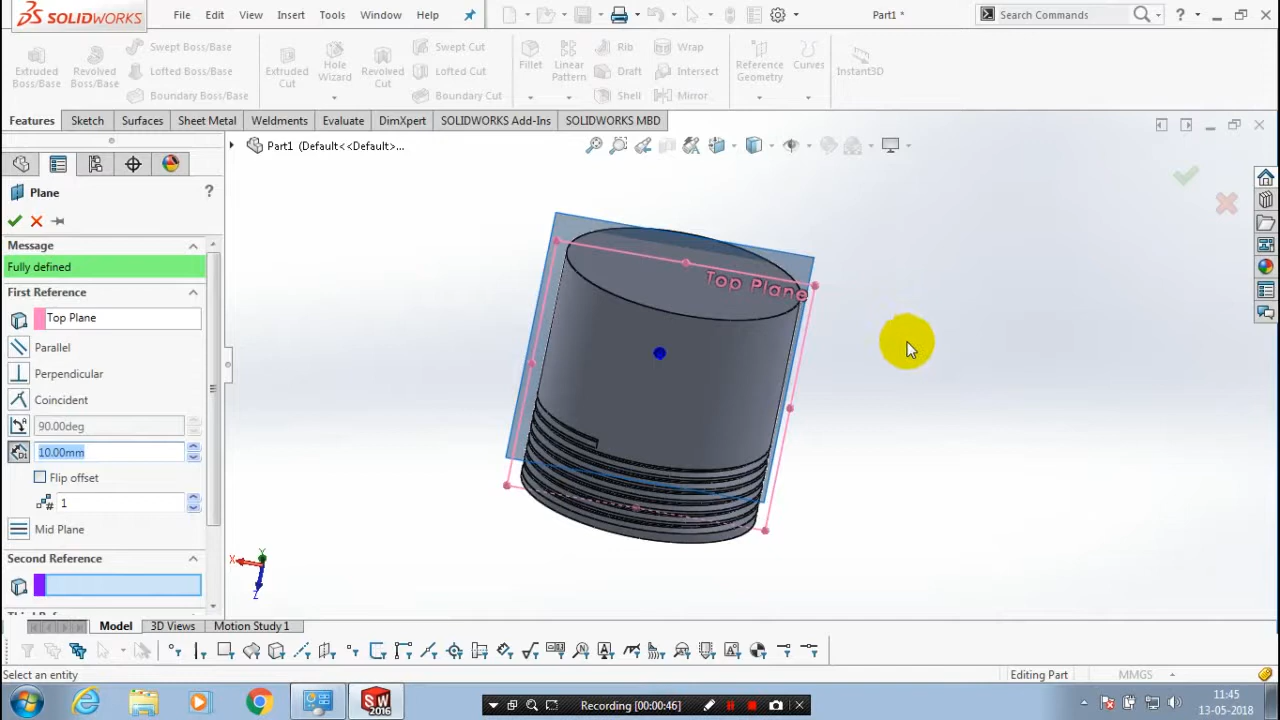 SOLIDWORKS File Edit View Insert Tools Window Help Part1 * Search Commands
Extruded Boss/Base
Revolved Boss/Base
Swept Boss/Base
Lofted Boss/Base
Boundary Boss/Base
Extruded Cut
Hole Wizard
Revolved Cut
Swept Cut
Lofted Cut
Boundary Cut
Fillet
Linear Pattern
Rib
Draft
Shell
Wrap
Intersect
Mirror
Reference Geometry
Curves
Instant3D
Features Sketch Surfaces Sheet Metal Weldments Evaluate DimXpert SOLIDWORKS Add-Ins SOLIDWORKS MBD
Part1 (Default<<Default>...
Plane ?
Message
Fully defined
First Reference
Top Plane
Parallel
Perpendicular
Coincident
90.00deg
10.00mm
Flip offset
1
Mid Plane
Second Reference
Top Plane
X
Y
Z
Model 3D Views Motion Study 1
Select an entity Editing Part MMGS
SW 2016
Recording [00:00:46]
11:45
13-05-2018